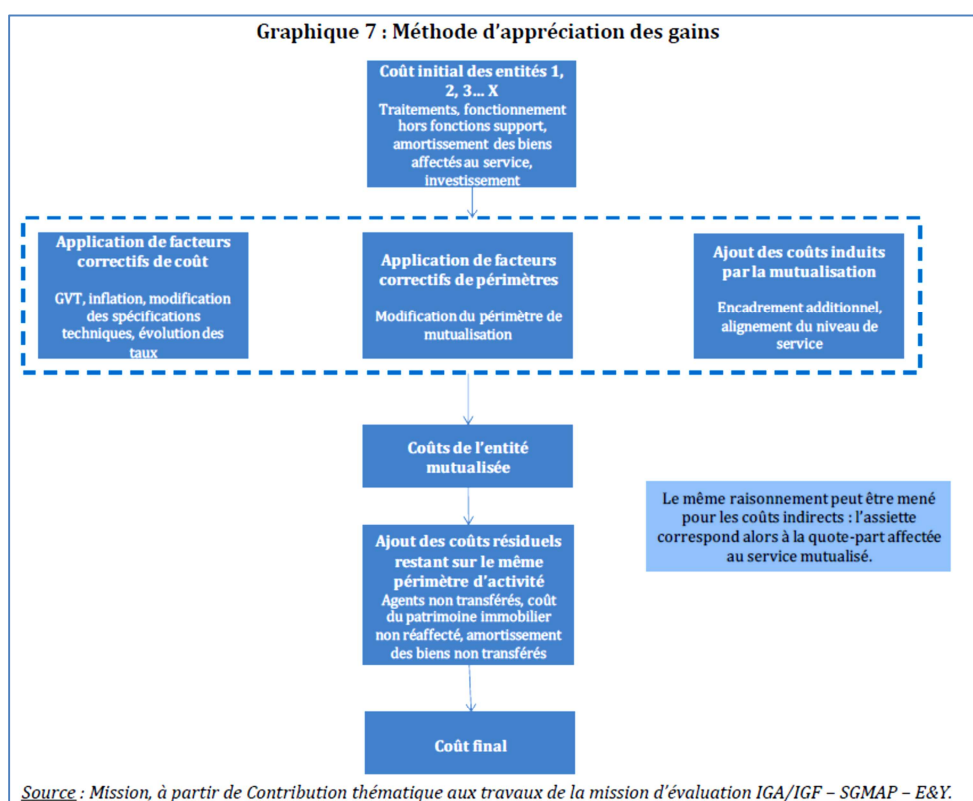 Graphique 7 : Méthode d'appréciation des gains
Coût initial des entités 1,
2, 3… X
Traitements, fonctionnement
hors fonctions support,
amortissement des biens
affectés au service,
investissement
Application de facteurs
correctifs de coût
GVT, inflation, modification
des spécifications
techniques, évolution des
taux
Application de facteurs
correctifs de périmètres
Modification du périmètre de
mutualisation
Ajout des coûts induits
par la mutualisation
Encadrement additionnel,
alignement du niveau de
service
Coûts de l'entité
mutualisée
Le même raisonnement peut être mené
pour les coûts indirects : l'assiette
correspond alors à la quote-part affectée
au service mutualisé.
Ajout des coûts résiduels
restant sur le même
périmètre d'activité
Agents non transférés, coût
du patrimoine immobilier
non réaffecté, amortissement
des biens non transférés
Coût final
Source : Mission, à partir de Contribution thématique aux travaux de la mission d'évaluation IGA/IGF – SGMAP – E&Y.